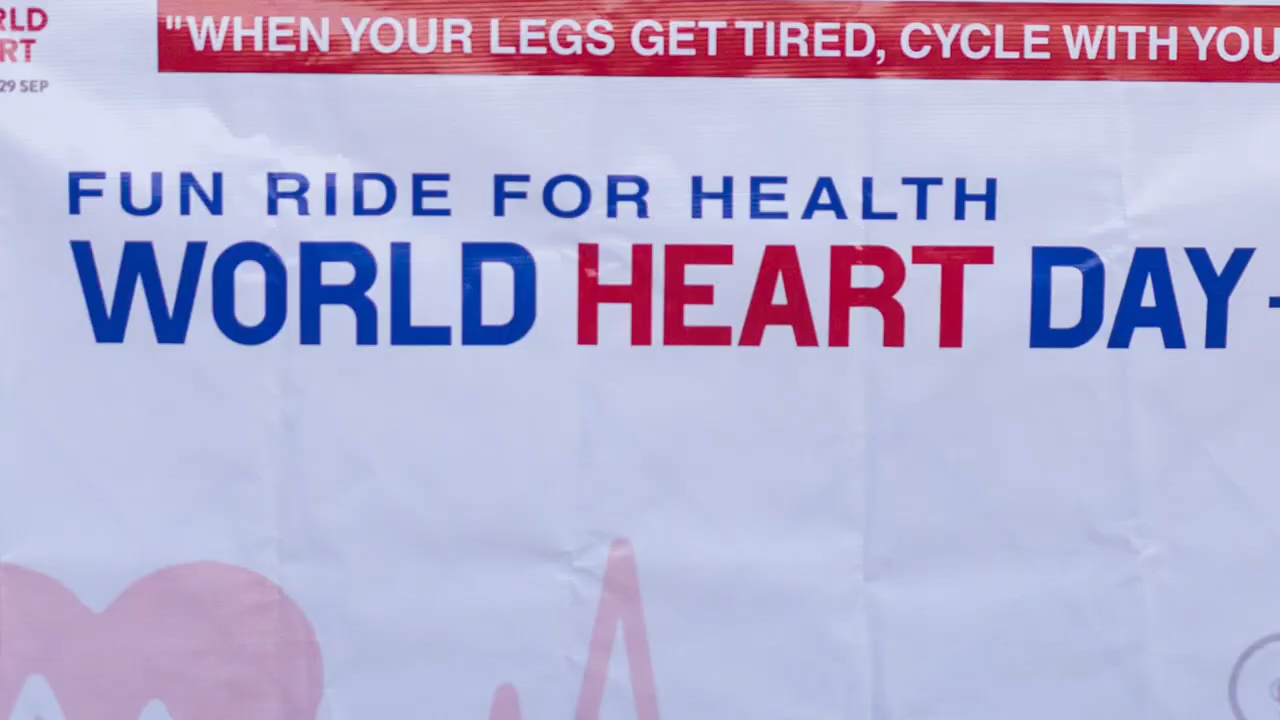 RLD
RT
29 SEP
"WHEN YOUR LEGS GET TIRED, CYCLE WITH YOU
FUN RIDE FOR HEALTH
WORLD HEART DAY -